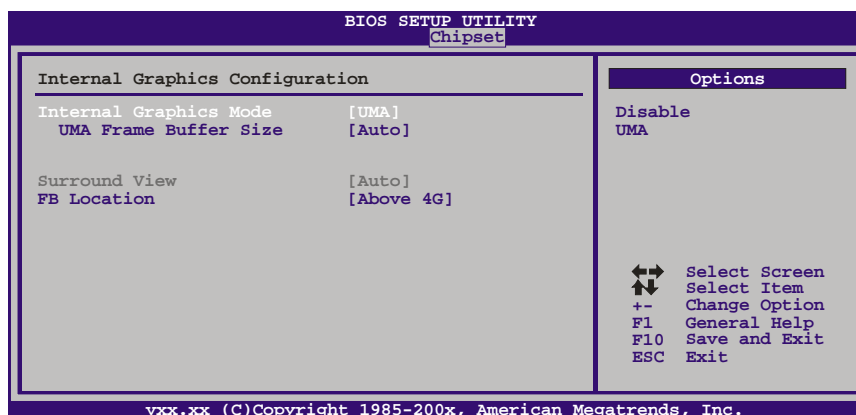 BIOS SETUP UTILITY
Chipset
Internal Graphics Configuration
Internal Graphics Mode [UMA]
UMA Frame Buffer Size [Auto]
Surround View [Auto]
FB Location [Above 4G]
Options
Disable
UMA
Select Screen
Select Item
+- Change Option
F1 General Help
F10 Save and Exit
ESC Exit
vxx.xx (C)Copyright 1985-200x, American Megatrends, Inc.